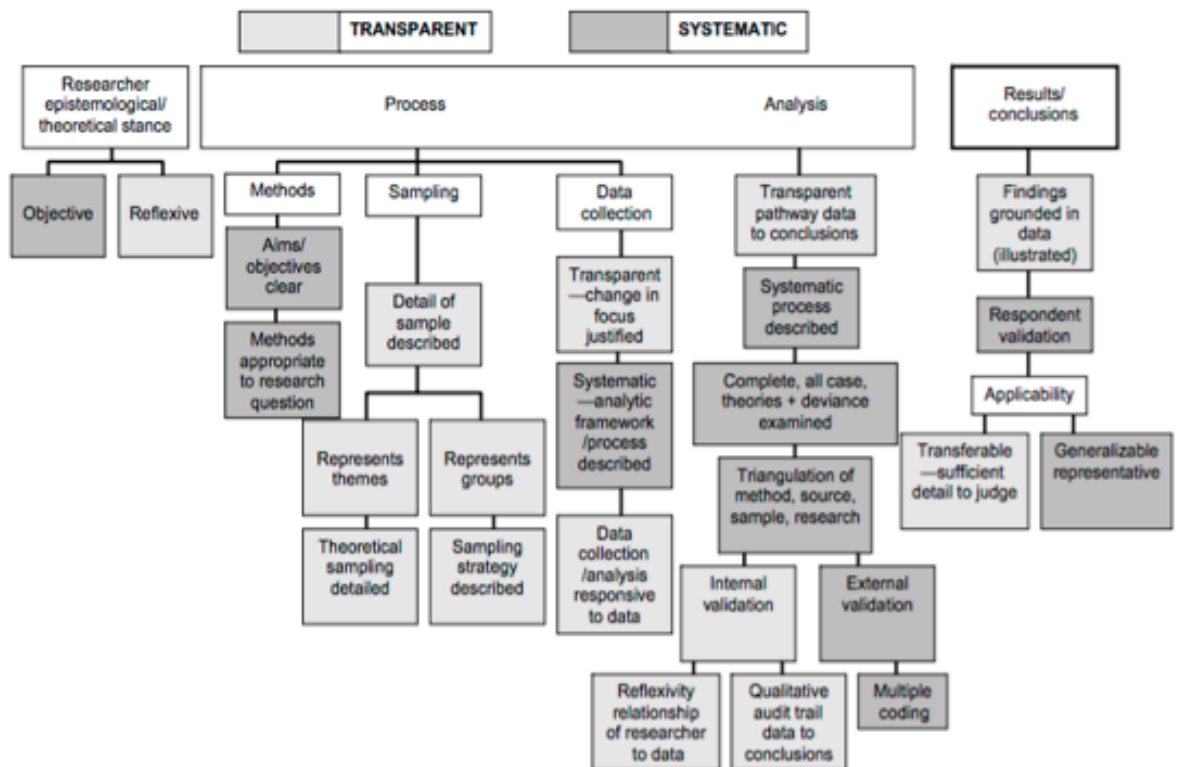 TRANSPARENT
SYSTEMATIC
Researcher
epistemological/
theoretical stance
Process
Analysis
Results/
conclusions
Objective
Reflexive
Methods
Aims/
objectives
clear
Methods
appropriate
to research
question
Sampling
Detail of
sample
described
Represents
themes
Theoretical
sampling
detailed
Represents
groups
Sampling
strategy
described
Data
collection
Transparent
—change in
focus
justified
Systematic
—analytic
framework
/process
described
Data
collection
/analysis
responsive
to data
Transparent
pathway data
to conclusions
Systematic
process
described
Complete, all case,
theories + deviance
examined
Triangulation of
method, source,
sample, research
Internal
validation
Reflexivity
relationship
of researcher
to data
Qualitative
audit trail
data to
conclusions
External
validation
Multiple
coding
Findings
grounded in
data
(illustrated)
Respondent
validation
Applicability
Transferable
—sufficient
detail to judge
Generalizable
representative